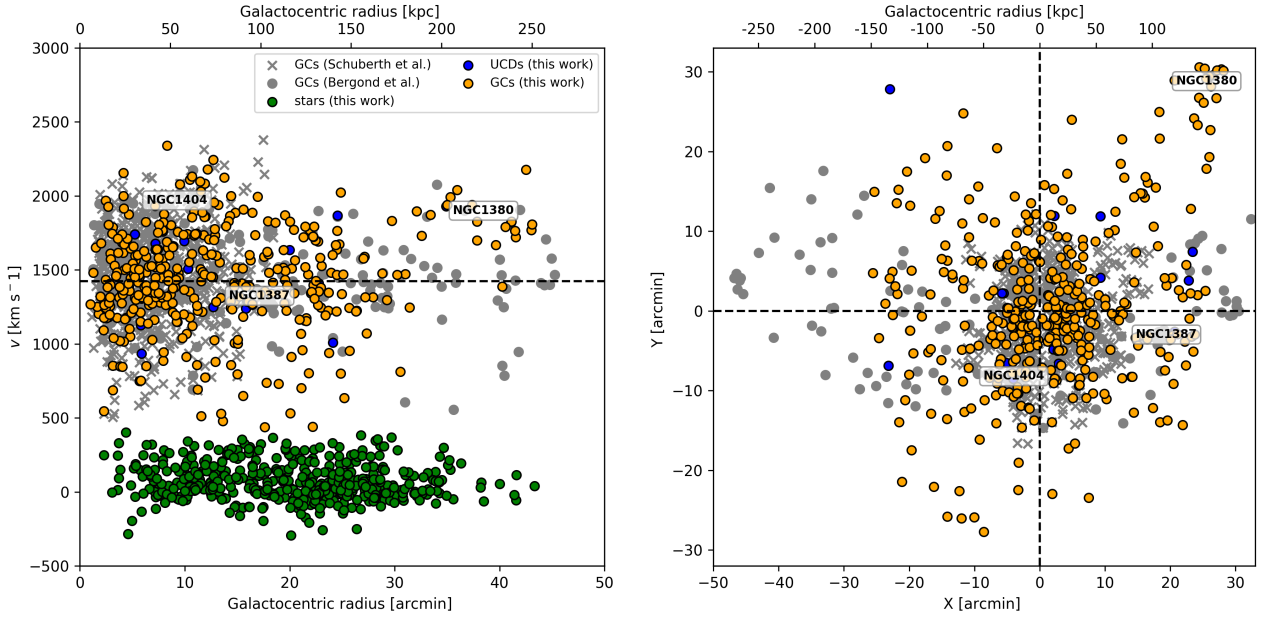 Galactocentric radius [kpc]
0 50 100 150 200 250
3000
2500
2000
1500
1000
500
0
−500
v [km s − 1]
GCs (Schuberth et al.)
GCs (Bergond et al.)
stars (this work)
UCDs (this work)
GCs (this work)
NGC1404
NGC1380
NGC1387
0 10 20 30 40 50
Galactocentric radius [arcmin]
Galactocentric radius [kpc]
-250 -200 -150 -100 -50 0 50 100
30
20
10
0
−10
−20
−30
Y [arcmin]
NGC1380
NGC1387
NGC1404
−50 −40 −30 −20 −10 0 10 20 30
X [arcmin]